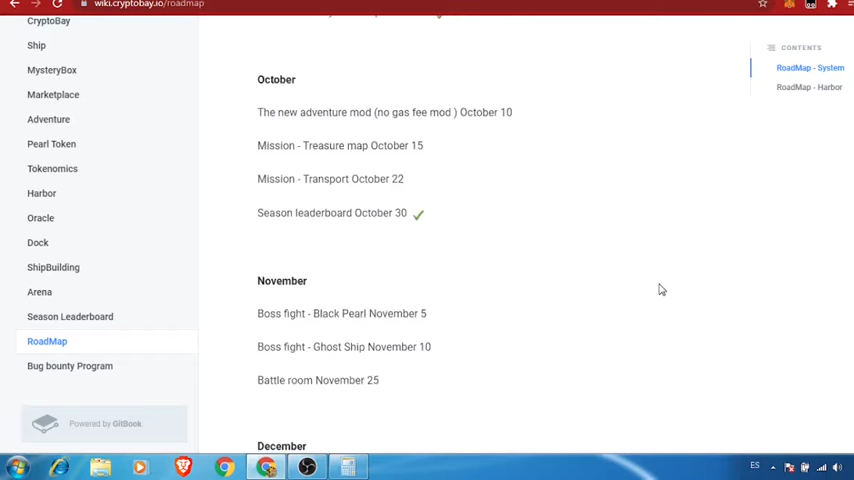 wiki.cryptobay.io/roadmap
CryptoBay
Ship
MysteryBox
Marketplace
Adventure
Pearl Token
Tokenomics
Harbor
Oracle
Dock
ShipBuilding
Arena
Season Leaderboard
RoadMap
Bug bounty Program
Powered by GitBook
October
The new adventure mod (no gas fee mod ) October 10
Mission - Treasure map October 15
Mission - Transport October 22
Season leaderboard October 30
November
Boss fight - Black Pearl November 5
Boss fight - Ghost Ship November 10
Battle room November 25
December
CONTENTS
RoadMap - System
RoadMap - Harbor
ES